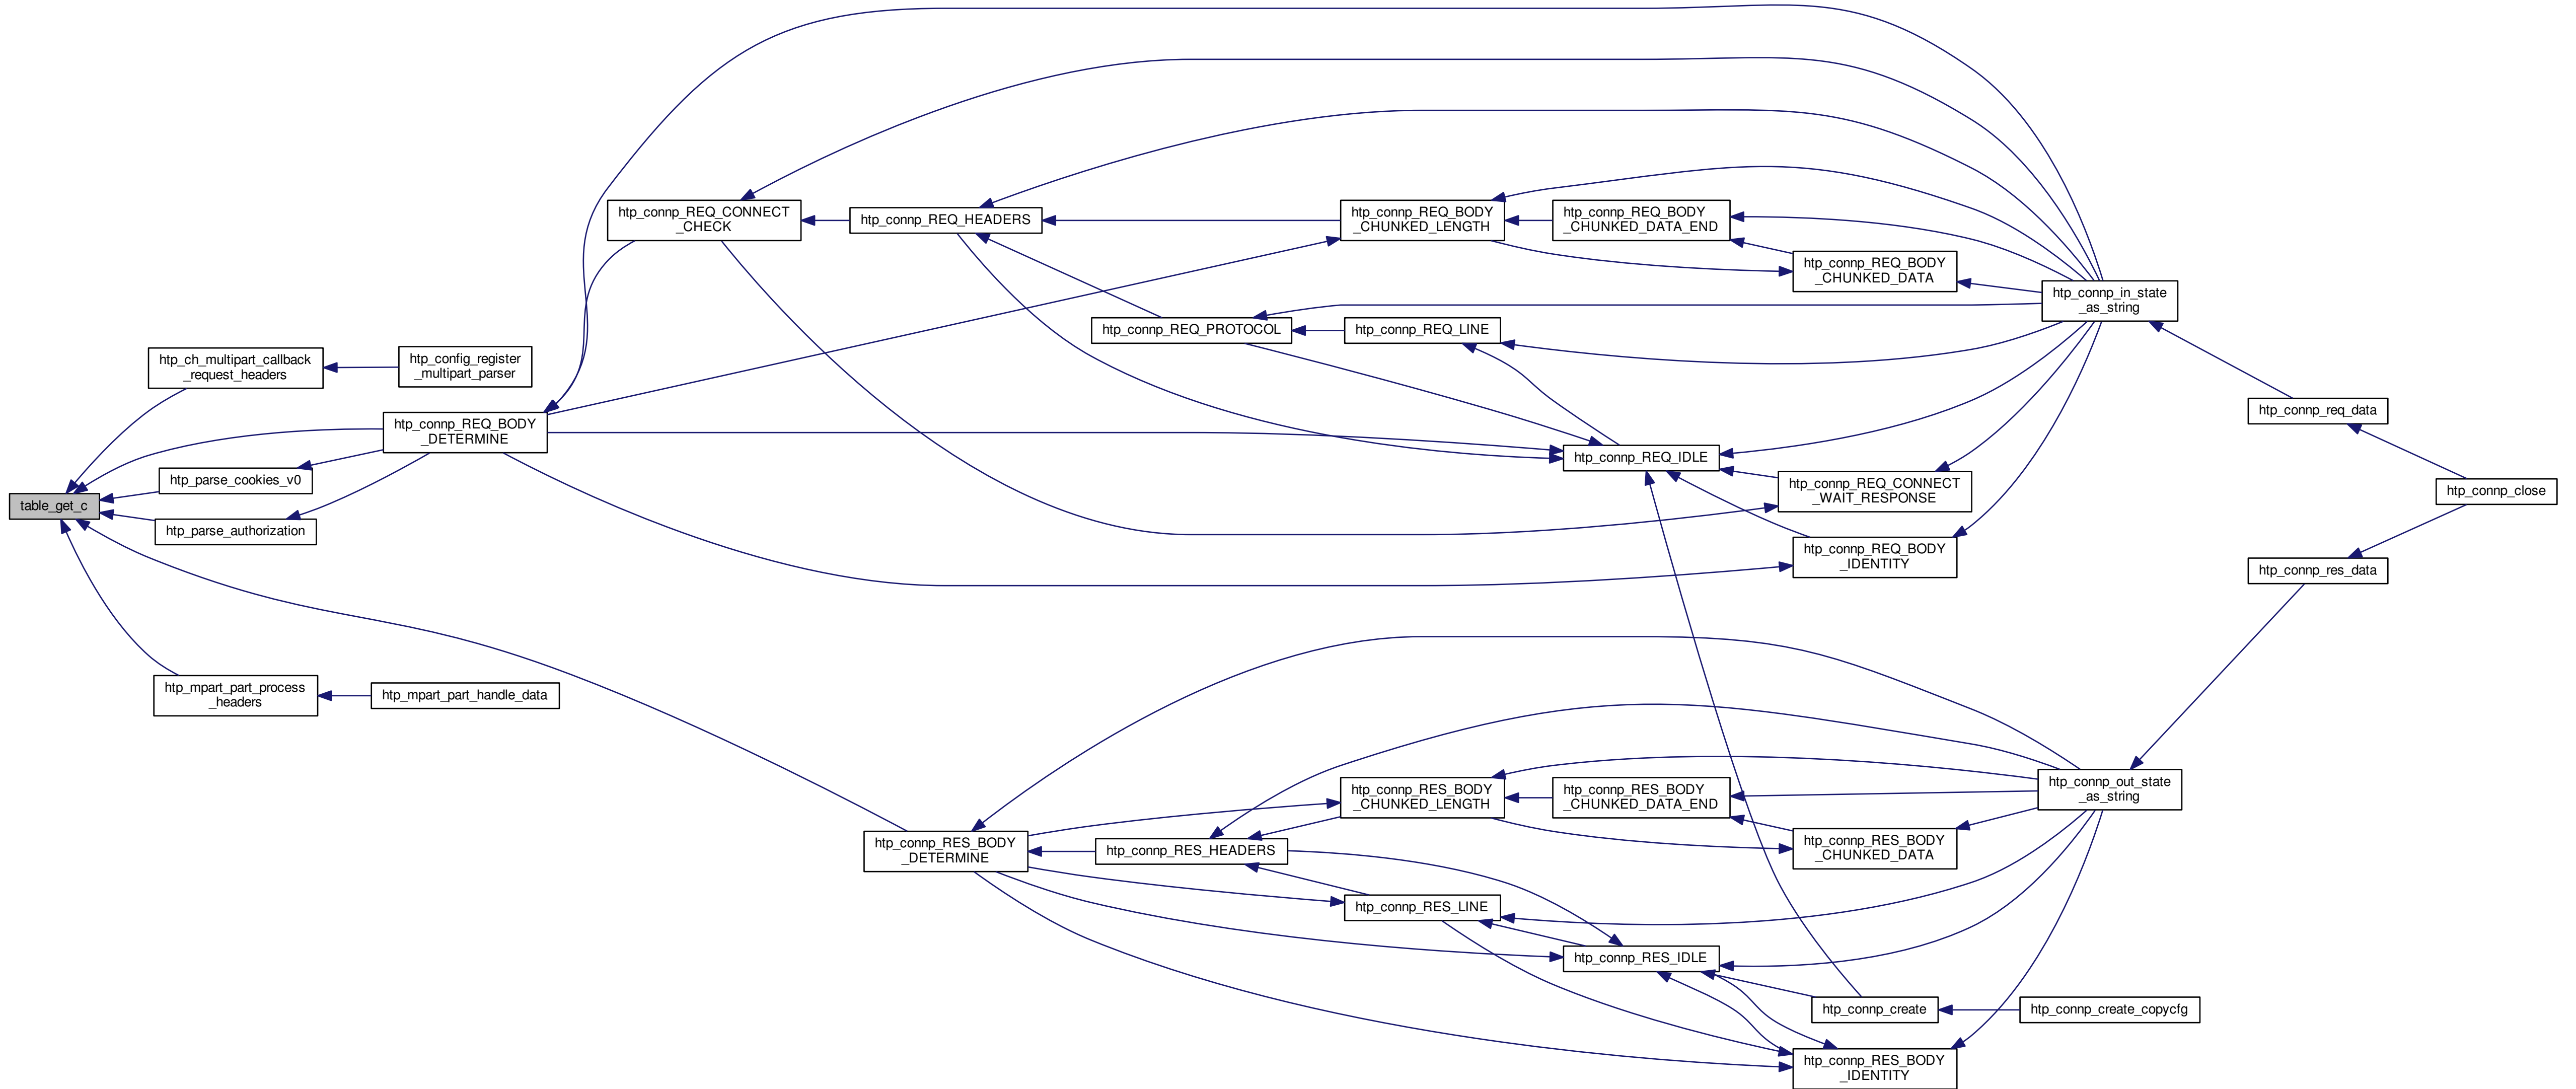 table_get_c
htp_ch_multipart_callback
_request_headers
htp_config_register
_multipart_parser
htp_connp_REQ_BODY
_DETERMINE
htp_parse_cookies_v0
htp_parse_authorization
htp_mpart_part_process
_headers
htp_mpart_part_handle_data
htp_connp_REQ_CONNECT
_CHECK
htp_connp_REQ_HEADERS
htp_connp_REQ_BODY
_CHUNKED_LENGTH
htp_connp_REQ_BODY
_CHUNKED_DATA_END
htp_connp_REQ_BODY
_CHUNKED_DATA
htp_connp_REQ_PROTOCOL
htp_connp_REQ_LINE
htp_connp_REQ_IDLE
htp_connp_REQ_CONNECT
_WAIT_RESPONSE
htp_connp_REQ_BODY
_IDENTITY
htp_connp_in_state
_as_string
htp_connp_req_data
htp_connp_close
htp_connp_res_data
htp_connp_RES_BODY
_DETERMINE
htp_connp_RES_HEADERS
htp_connp_RES_BODY
_CHUNKED_LENGTH
htp_connp_RES_BODY
_CHUNKED_DATA_END
htp_connp_RES_BODY
_CHUNKED_DATA
htp_connp_RES_LINE
htp_connp_RES_IDLE
htp_connp_create
htp_connp_create_copycfg
htp_connp_RES_BODY
_IDENTITY
htp_connp_out_state
_as_string